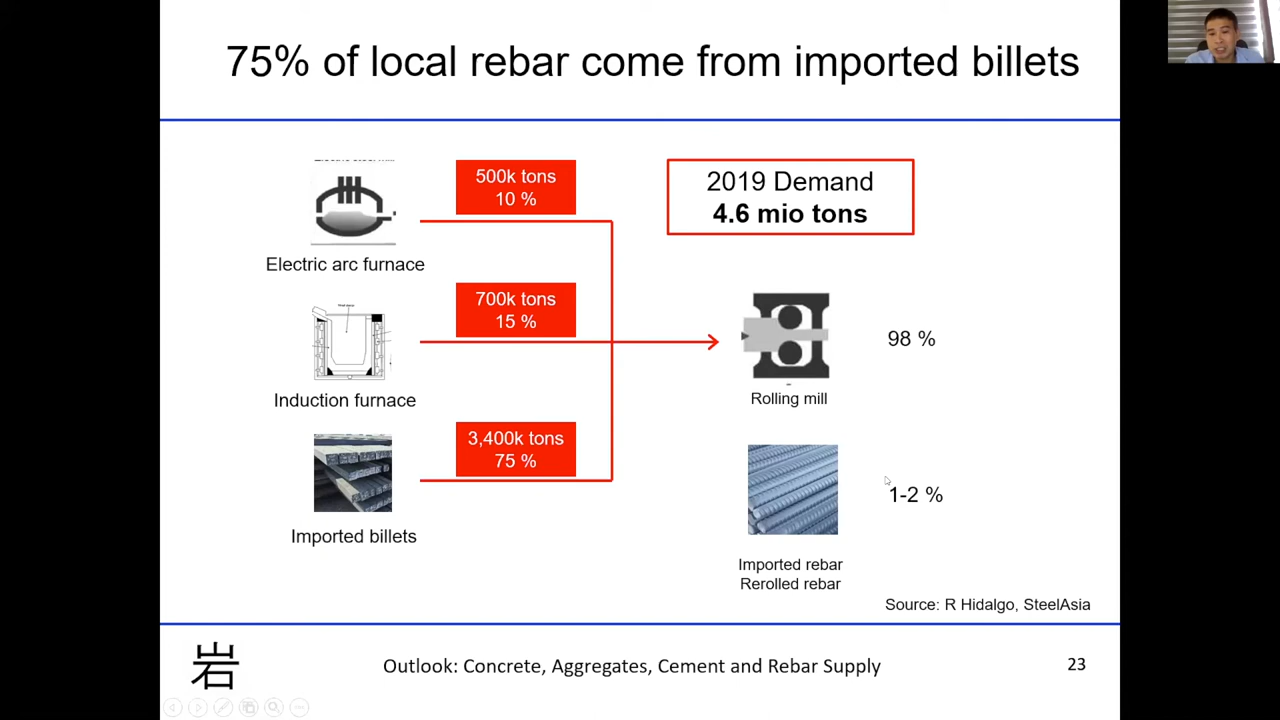 75% of local rebar come from imported billets
500k tons
10 %
2019 Demand
4.6 mio tons
Electric arc furnace
700k tons
15 %
98 %
Rolling mill
Induction furnace
3,400k tons
75 %
1-2 %
Imported billets
Imported rebar
Rerolled rebar
Source: R Hidalgo, SteelAsia
岩
Outlook: Concrete, Aggregates, Cement and Rebar Supply
23